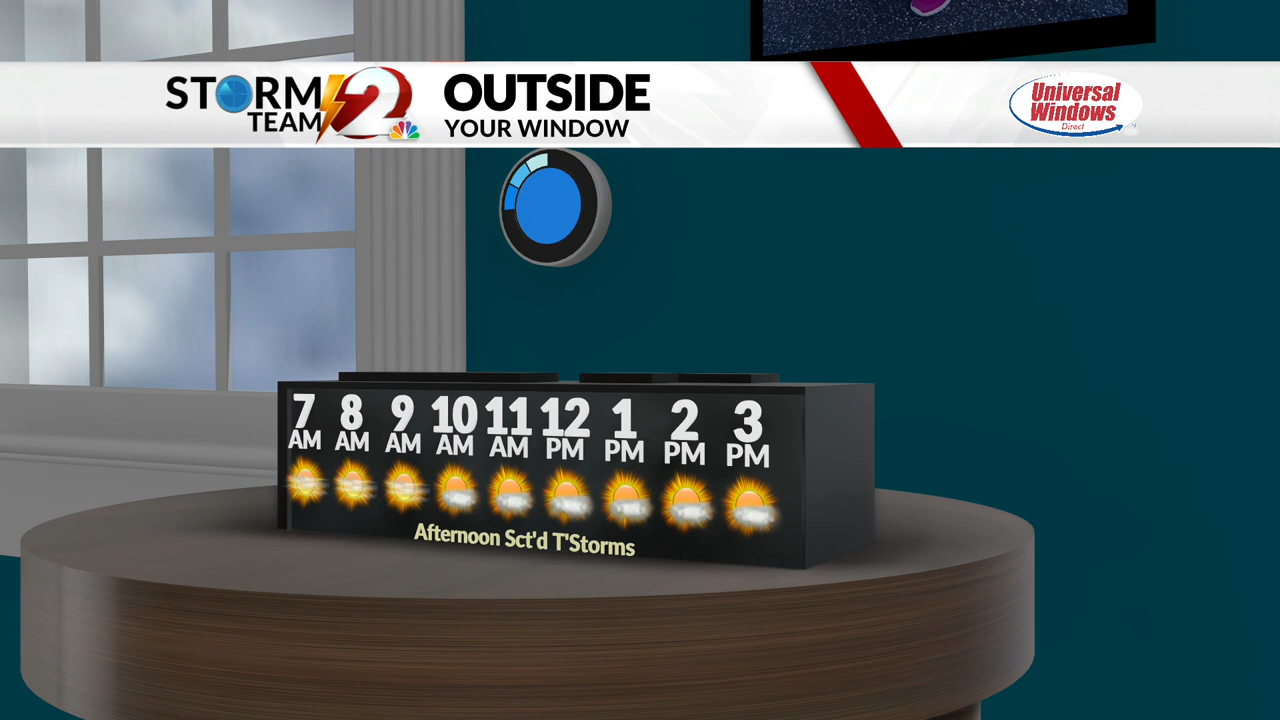 STORM
TEAM
2
OUTSIDE
YOUR WINDOW
Universal
Windows
Direct
7 8 9 10 11 12 1 2 3
AM AM AM AM AM PM PM PM PM
Afternoon Sct'd T'Storms